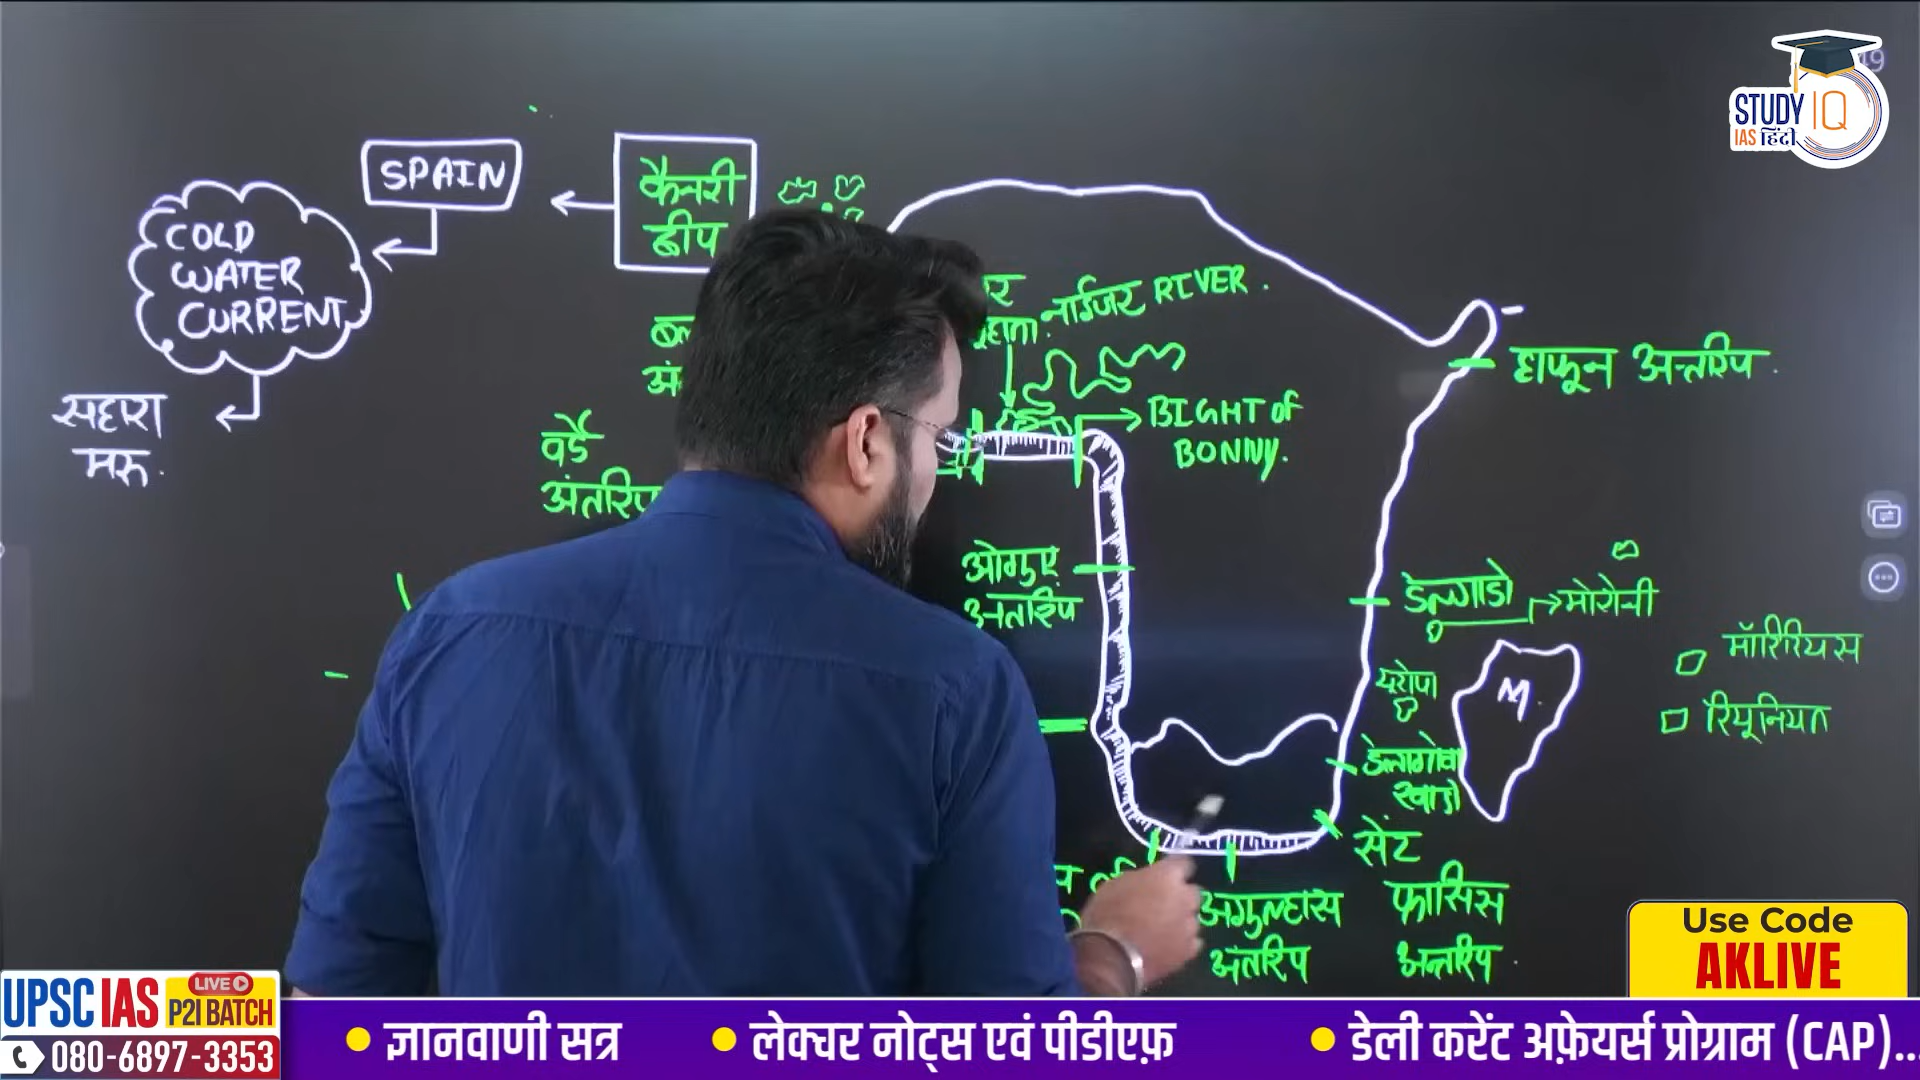 STUDY IQ
IAS हिंदी
SPAIN
कैनरी
द्वीप
COLD
WATER
CURRENT
सहारा
मरु.
नाईजर RIVER.
BIGHT of
BONNY.
हाफून अन्तरिप.
वर्डे
अंतरिप
ओगुए
अन्तरिप
डेल्गाडो
मोरोनी
यूरोपा
M
मॉरिरियस
रियूनियन
डेलागोवा
खाड़ी
सेंट
फ्रासिस
अन्तरिप.
अगुल्हास
अंतरिप
Use Code
AKLIVE
UPSC IAS LIVE
P2I BATCH
080-6897-3353
ज्ञानवाणी सत्र
लेक्चर नोट्स एवं पीडीएफ़
डेली करेंट अफ़ेयर्स प्रोग्राम (CAP)...